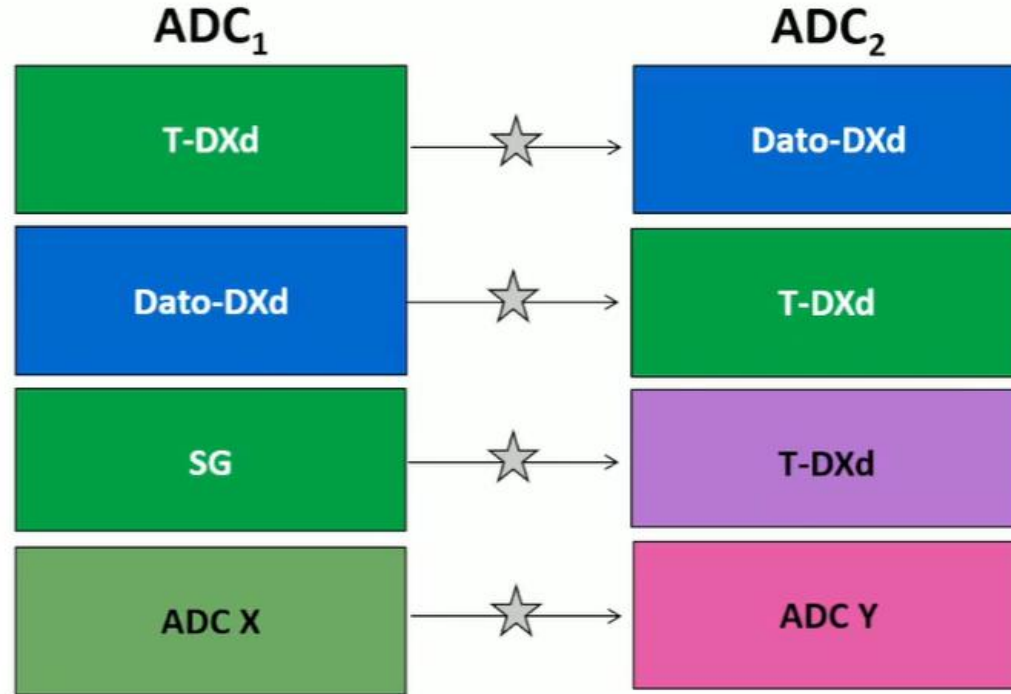 ADC₁ ADC₂
T-DXd Dato-DXd
Dato-DXd T-DXd
SG T-DXd
ADC X ADC Y